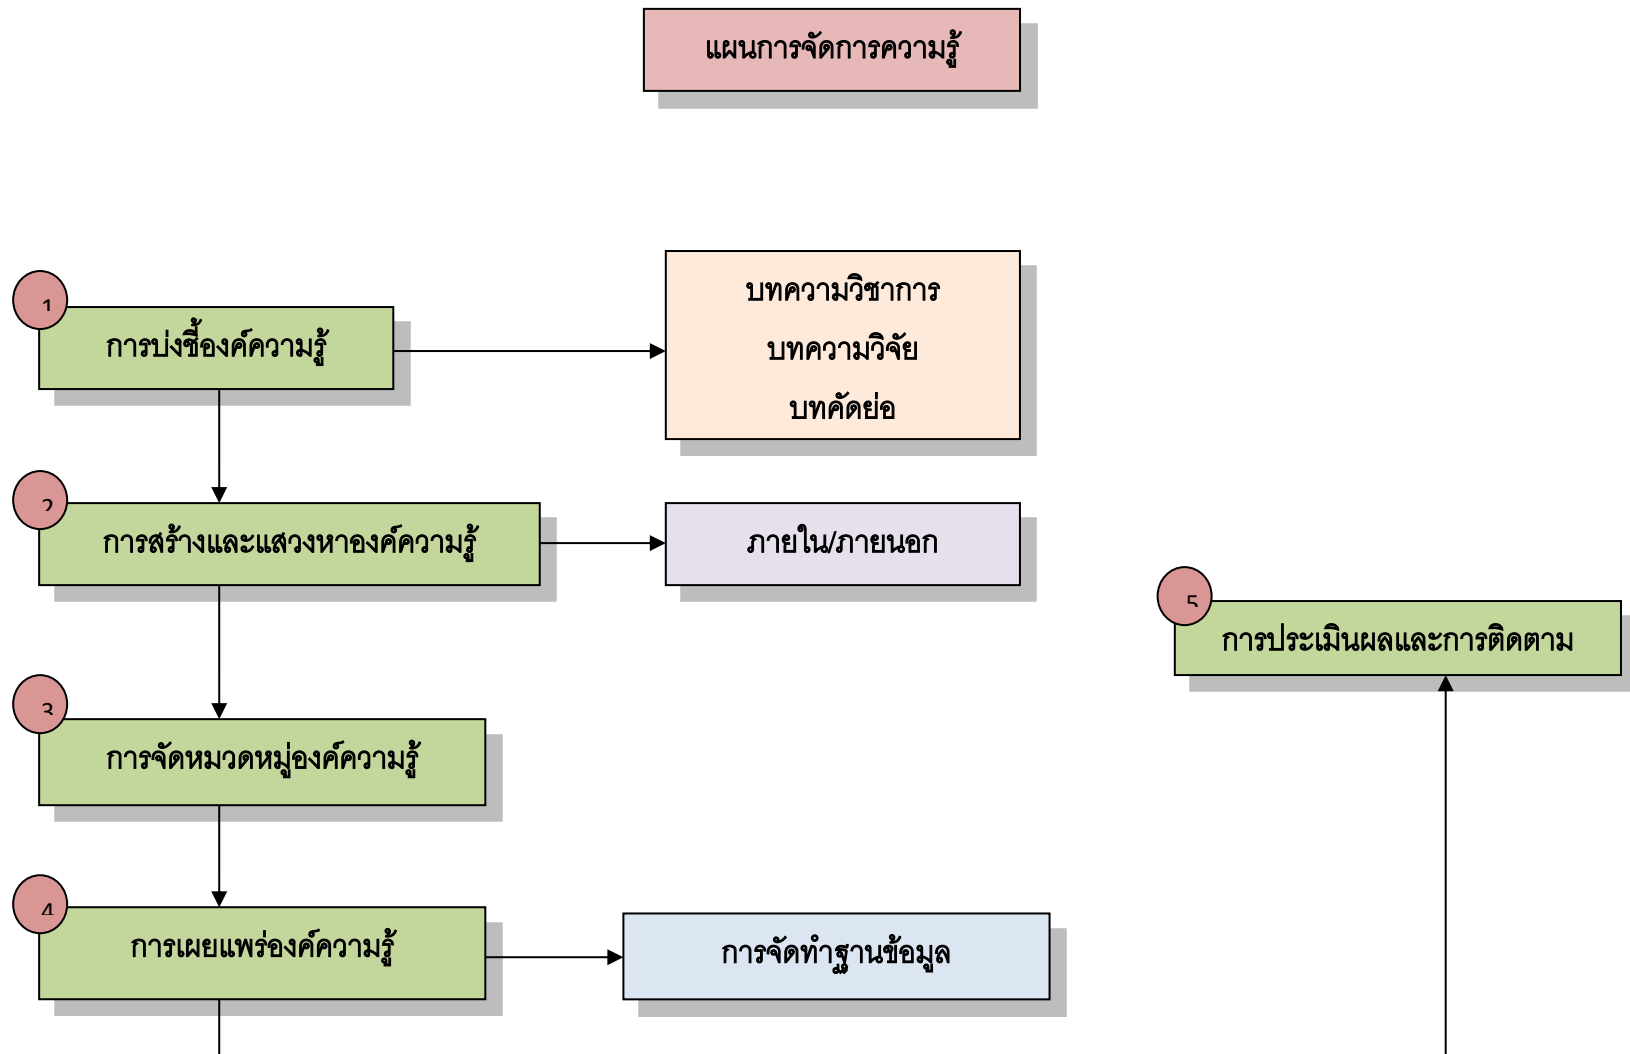 แผนการจัดการความรู้
1
การบ่งชี้องค์ความรู้
บทความวิชาการ
บทความวิจัย
บทคัดย่อ
2
การสร้างและแสวงหาองค์ความรู้
ภายใน/ภายนอก
3
การจัดหมวดหมู่องค์ความรู้
4
การเผยแพร่องค์ความรู้
การจัดทำฐานข้อมูล
5
การประเมินผลและการติดตาม